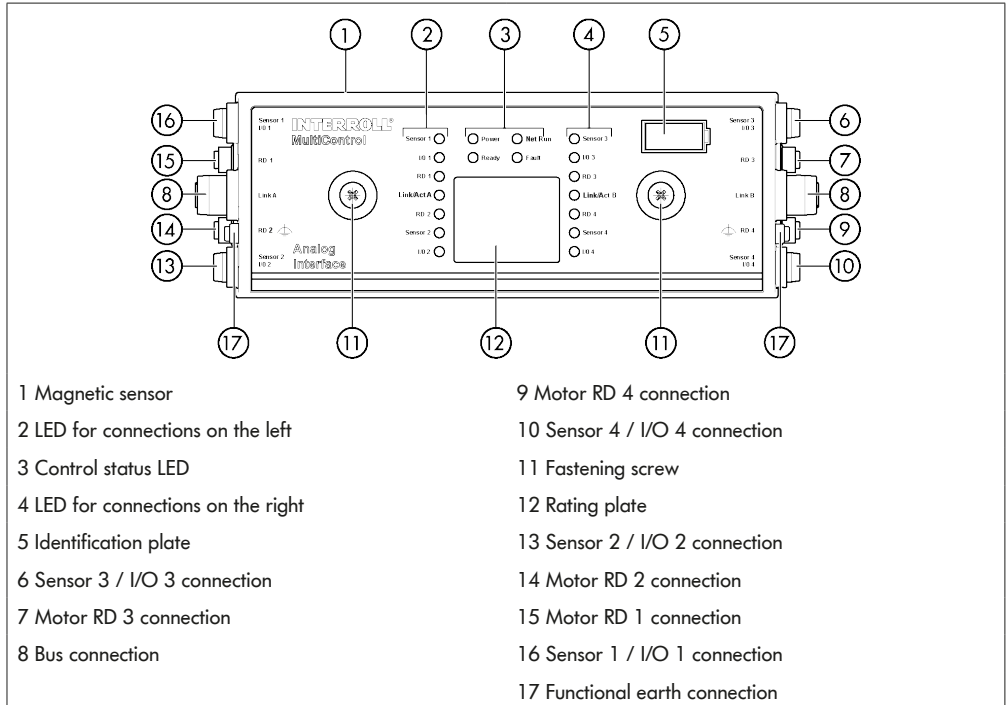 1 2 3 4 5
16 Sensor 1 I/O 1 INTERROLL® MultiControl Sensor 1 Power Net Run Sensor 3 Sensor 3 I/O 3 6
I/O 1 Ready Fault I/O 3
15 RD 1 RD 1 RD 3 RD 3 7
8 Link A Link/Act A Link/Act B Link B 8
RD 2 RD 4
14 RD 2 Sensor 2 Sensor 4 RD 4 9
13 Sensor 2 I/O 2 Analog Interface I/O 2 I/O 4 Sensor 4 I/O 4 10
17 11 12 11 17
1 Magnetic sensor
2 LED for connections on the left
3 Control status LED
4 LED for connections on the right
5 Identification plate
6 Sensor 3 / I/O 3 connection
7 Motor RD 3 connection
8 Bus connection
9 Motor RD 4 connection
10 Sensor 4 / I/O 4 connection
11 Fastening screw
12 Rating plate
13 Sensor 2 / I/O 2 connection
14 Motor RD 2 connection
15 Motor RD 1 connection
16 Sensor 1 / I/O 1 connection
17 Functional earth connection